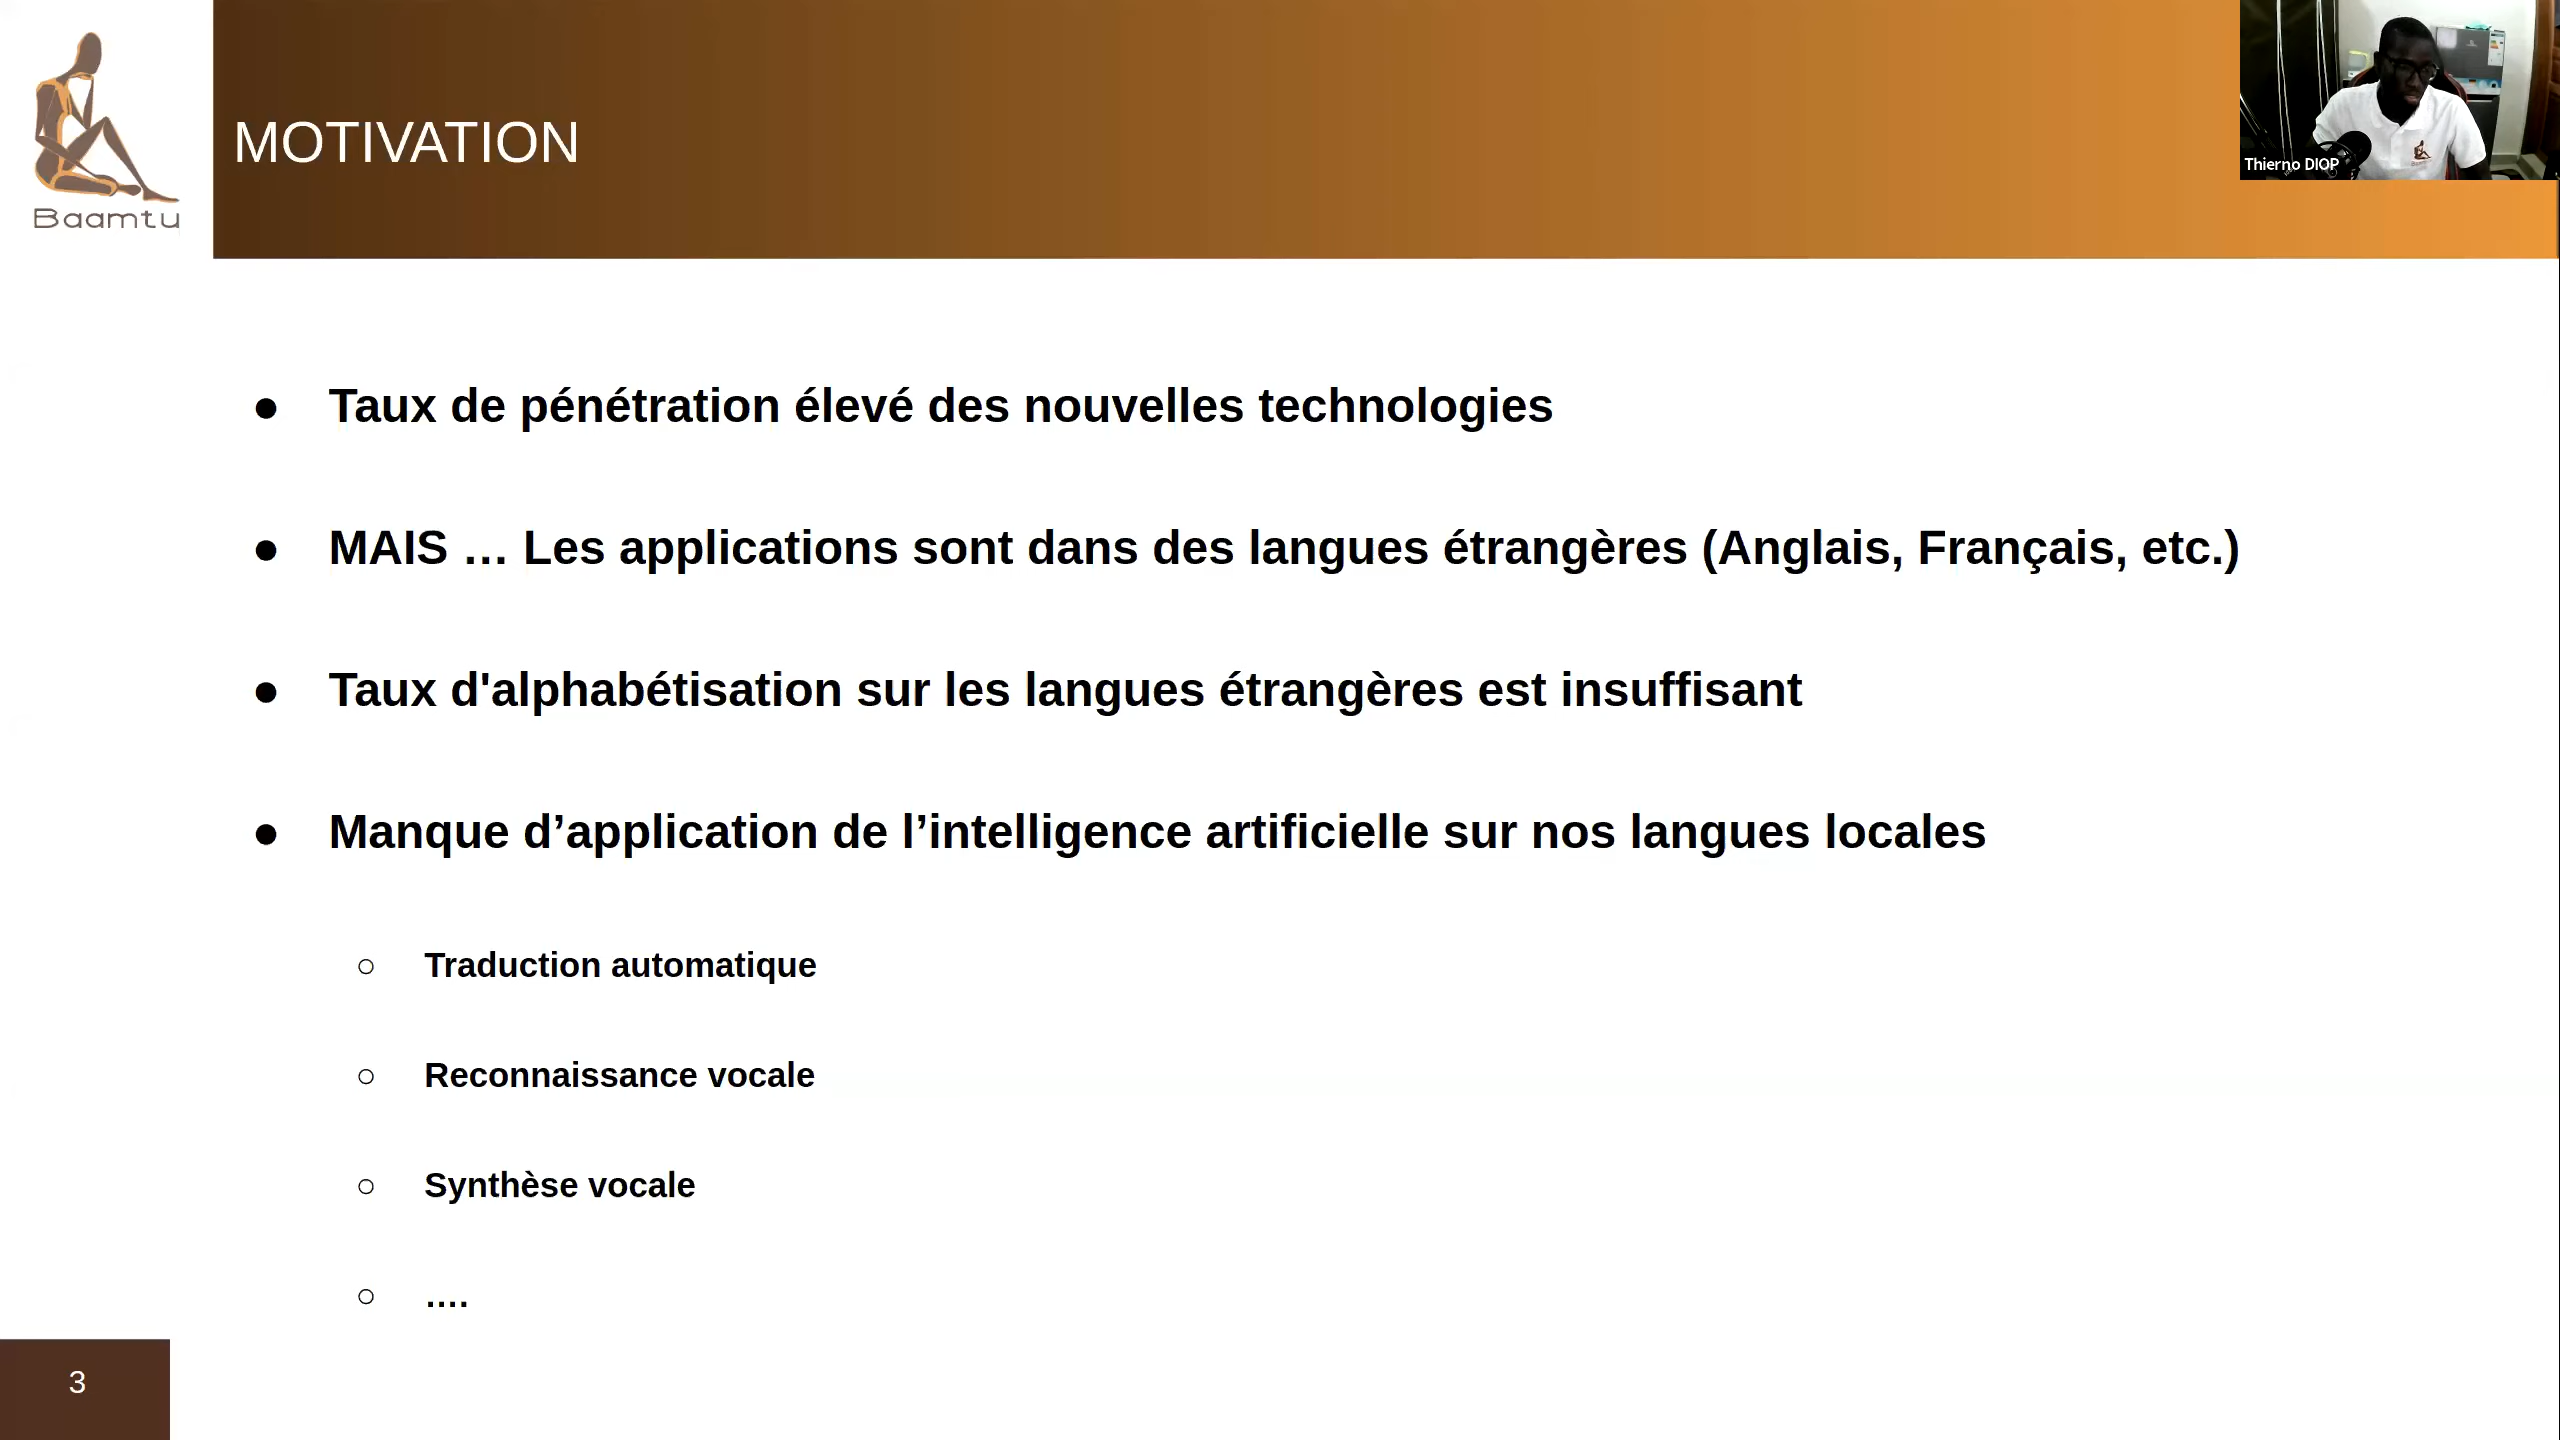 Baamtu
MOTIVATION
Thierno DIOP
● Taux de pénétration élevé des nouvelles technologies
● MAIS … Les applications sont dans des langues étrangères (Anglais, Français, etc.)
● Taux d'alphabétisation sur les langues étrangères est insuffisant
● Manque d’application de l’intelligence artificielle sur nos langues locales
○ Traduction automatique
○ Reconnaissance vocale
○ Synthèse vocale
○ ....
3